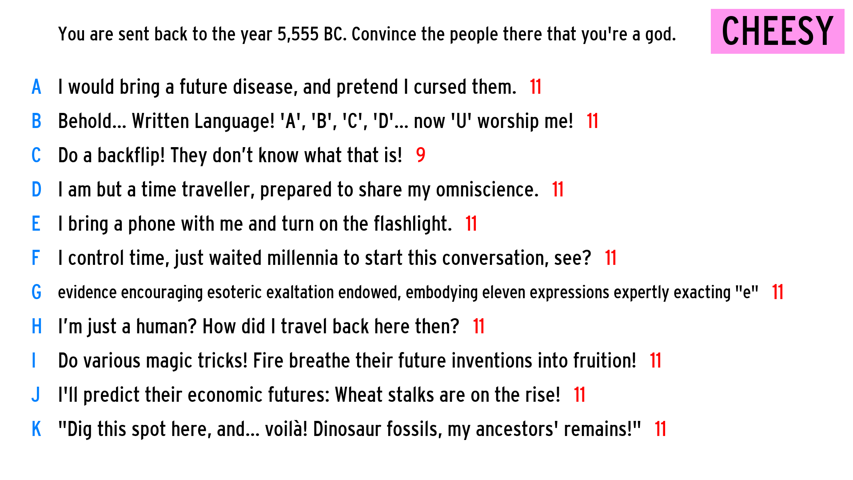 You are sent back to the year 5,555 BC. Convince the people there that you're a god.
CHEESY
A I would bring a future disease, and pretend I cursed them. 11
B Behold... Written Language! 'A', 'B', 'C', 'D'... now 'U' worship me! 11
C Do a backflip! They don’t know what that is! 9
D I am but a time traveller, prepared to share my omniscience. 11
E I bring a phone with me and turn on the flashlight. 11
F I control time, just waited millennia to start this conversation, see? 11
G evidence encouraging esoteric exaltation endowed, embodying eleven expressions expertly exacting "e" 11
H I’m just a human? How did I travel back here then? 11
I Do various magic tricks! Fire breathe their future inventions into fruition! 11
J I'll predict their economic futures: Wheat stalks are on the rise! 11
K "Dig this spot here, and... voilà! Dinosaur fossils, my ancestors' remains!" 11